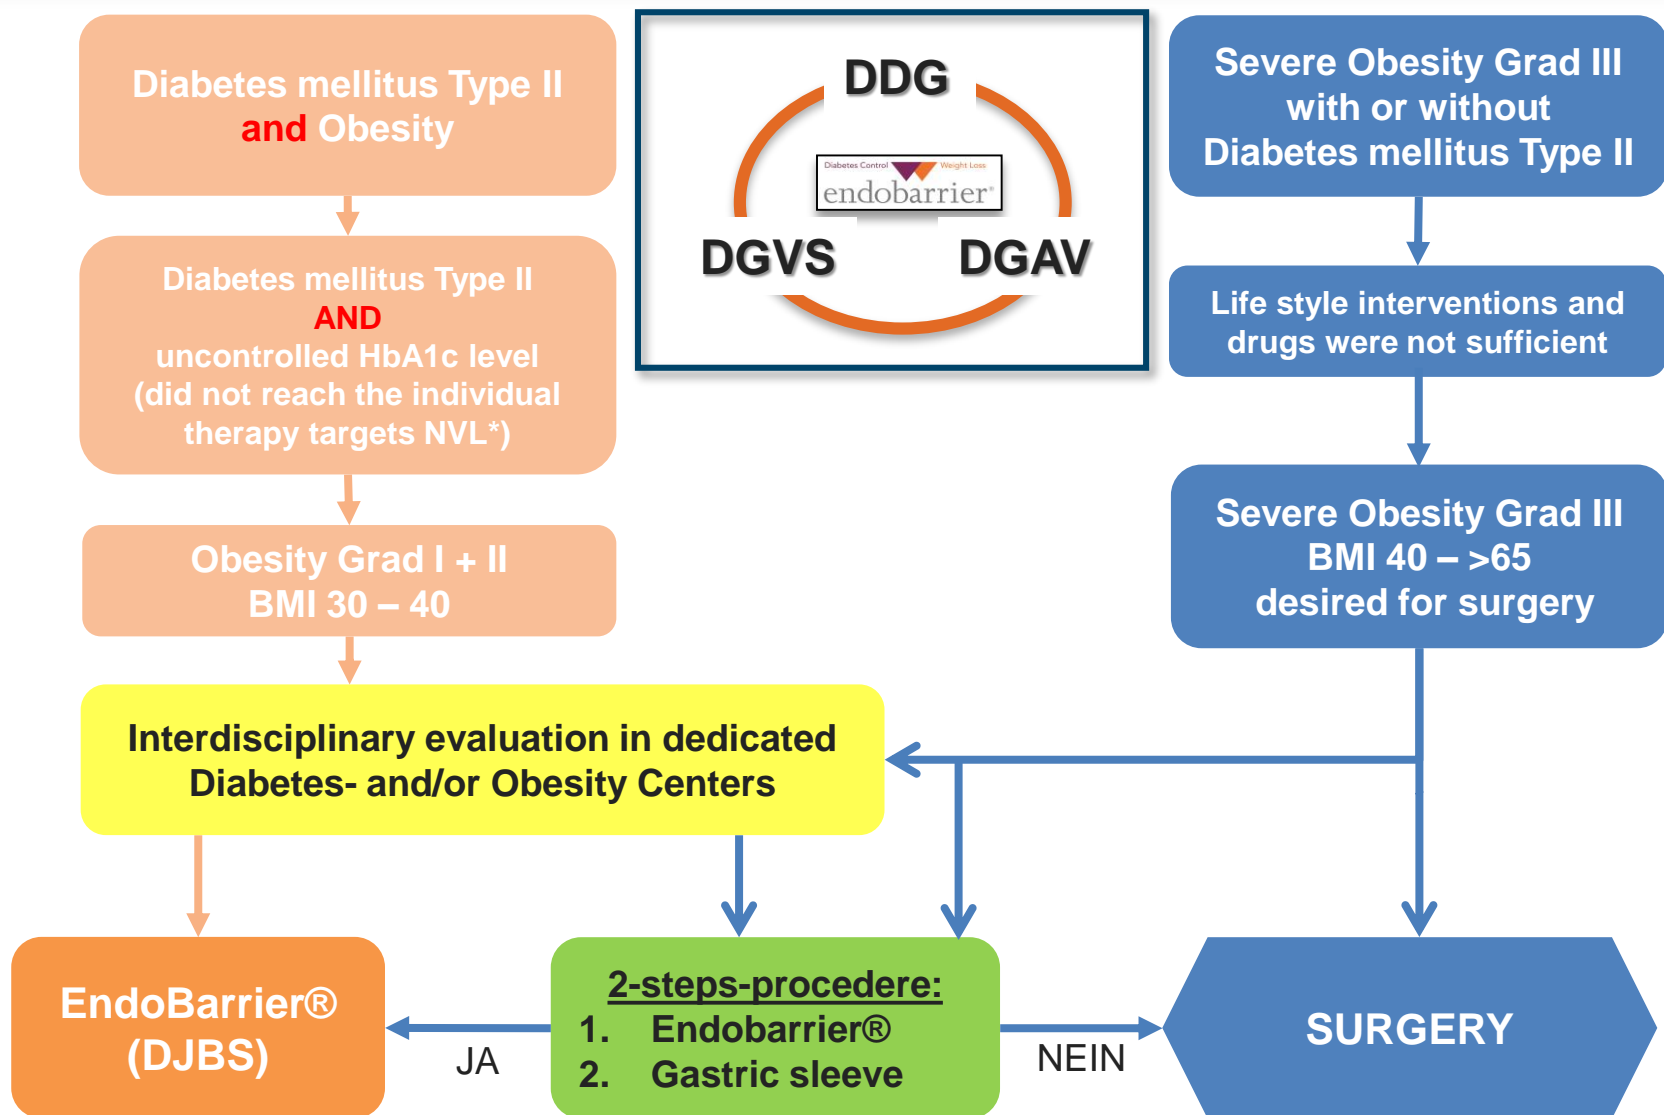 Diabetes mellitus Type II
and Obesity
Diabetes mellitus Type II
AND
uncontrolled HbA1c level
(did not reach the individual
therapy targets NVL*)
Obesity Grad I + II
BMI 30 – 40
DDG
Diabetes Control Weight Loss
endobarrier®
DGVS DGAV
Severe Obesity Grad III
with or without
Diabetes mellitus Type II
Life style interventions and
drugs were not sufficient
Severe Obesity Grad III
BMI 40 – >65
desired for surgery
Interdisciplinary evaluation in dedicated
Diabetes- and/or Obesity Centers
EndoBarrier®
(DJBS)
JA
2-steps-procedere:
1. Endobarrier®
2. Gastric sleeve
NEIN
SURGERY